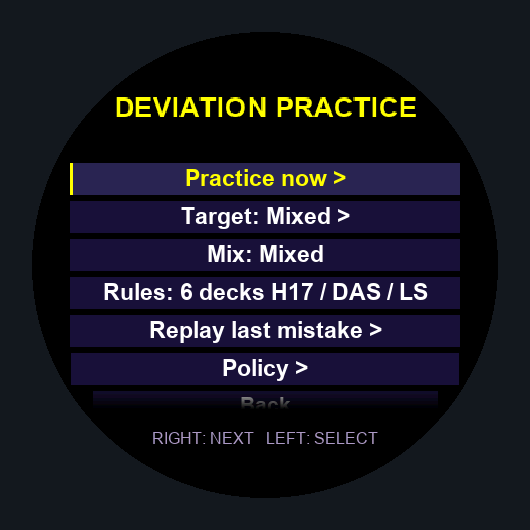 DEVIATION PRACTICE
Practice now >
Target: Mixed >
Mix: Mixed
Rules: 6 decks H17 / DAS / LS
Replay last mistake >
Policy >
Back
RIGHT: NEXT LEFT: SELECT